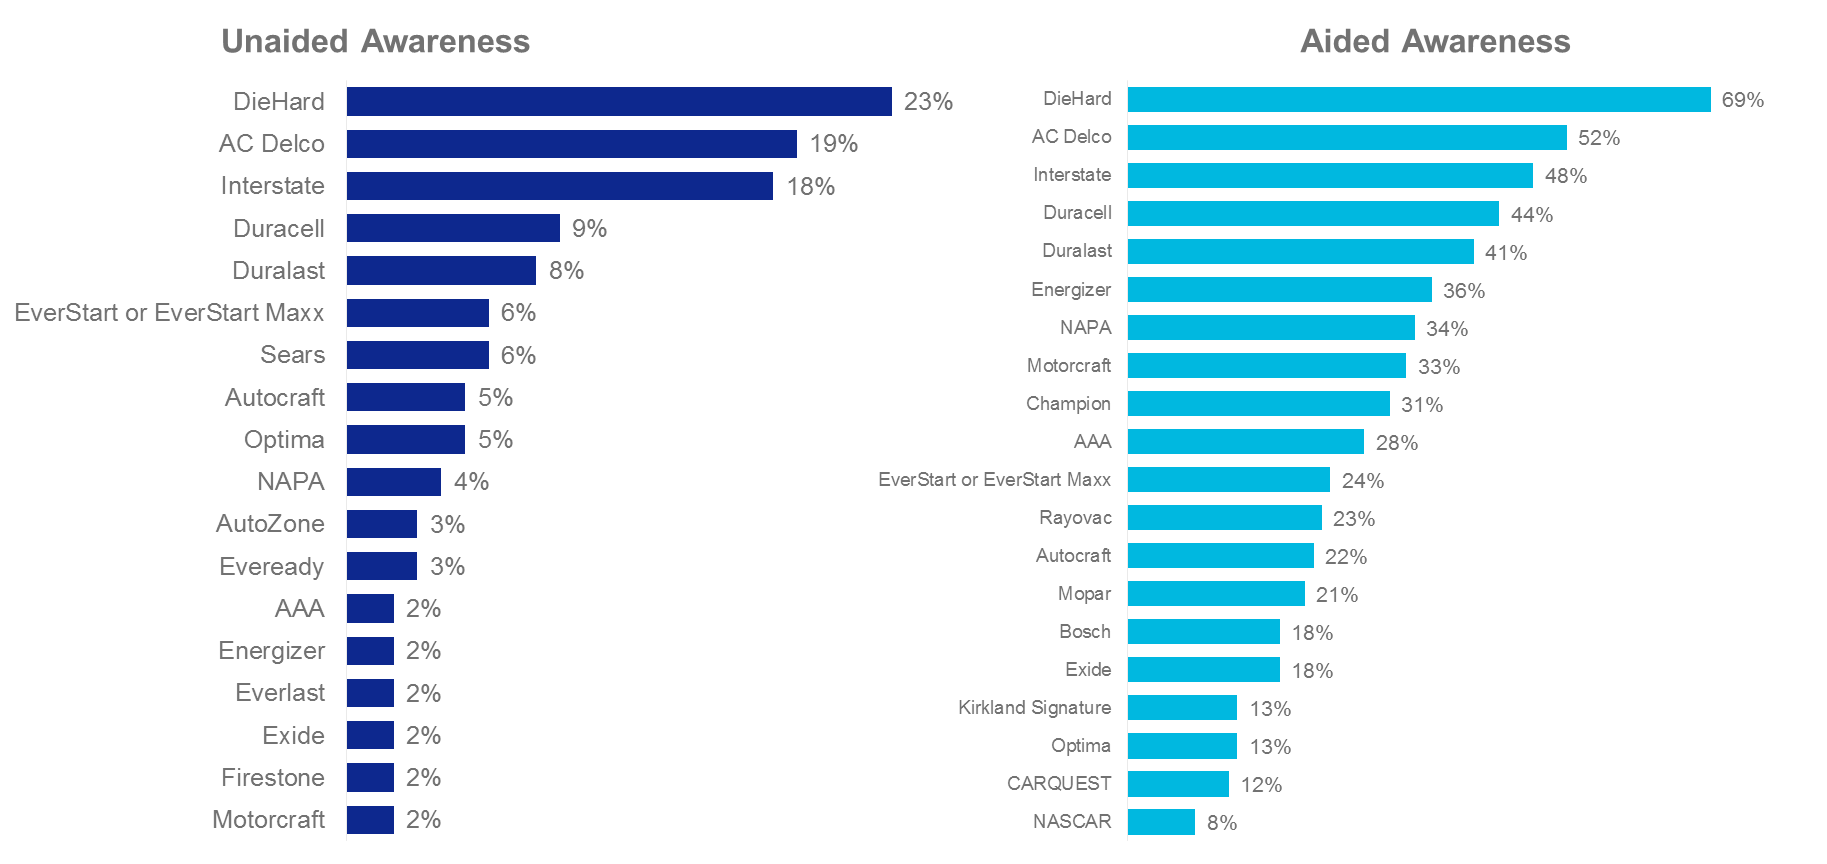 Unaided Awareness
DieHard 23%
AC Delco 19%
Interstate 18%
Duracell 9%
Duralast 8%
EverStart or EverStart Maxx 6%
Sears 6%
Autocraft 5%
Optima 5%
NAPA 4%
AutoZone 3%
Eveready 3%
AAA 2%
Energizer 2%
Everlast 2%
Exide 2%
Firestone 2%
Motorcraft 2%
Aided Awareness
DieHard 69%
AC Delco 52%
Interstate 48%
Duracell 44%
Duralast 41%
Energizer 36%
NAPA 34%
Motorcraft 33%
Champion 31%
AAA 28%
EverStart or EverStart Maxx 24%
Rayovac 23%
Autocraft 22%
Mopar 21%
Bosch 18%
Exide 18%
Kirkland Signature 13%
Optima 13%
CARQUEST 12%
NASCAR 8%